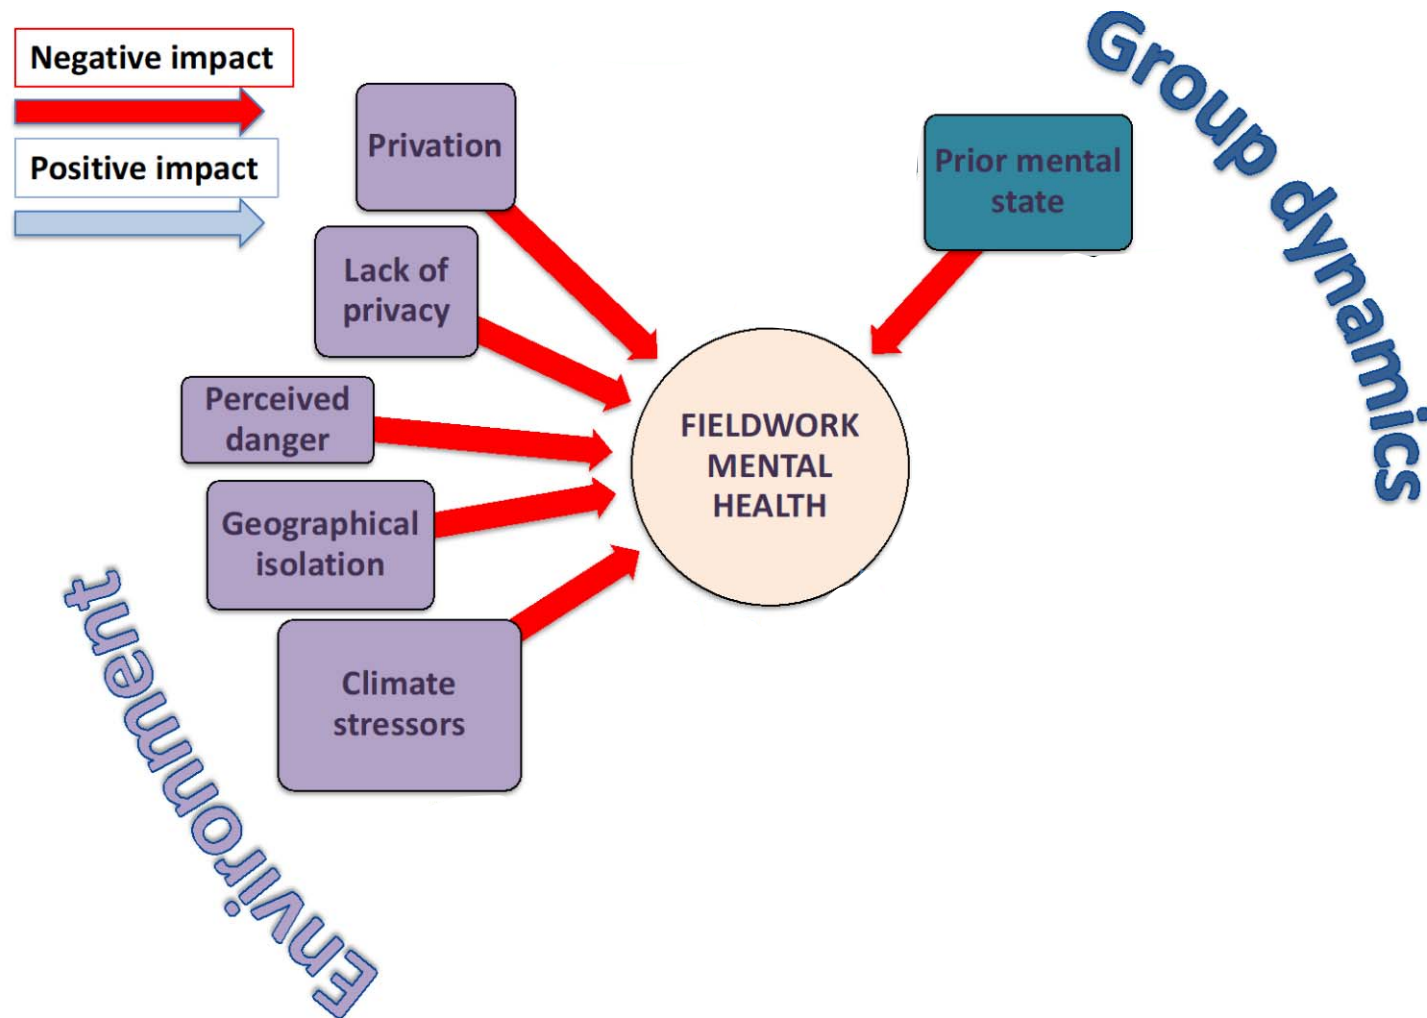 Negative impact
Positive impact
Privation
Lack of
privacy
Perceived
danger
Geographical
isolation
Climate
stressors
Environment
FIELDWORK
MENTAL
HEALTH
Prior mental
state
Group dynamics